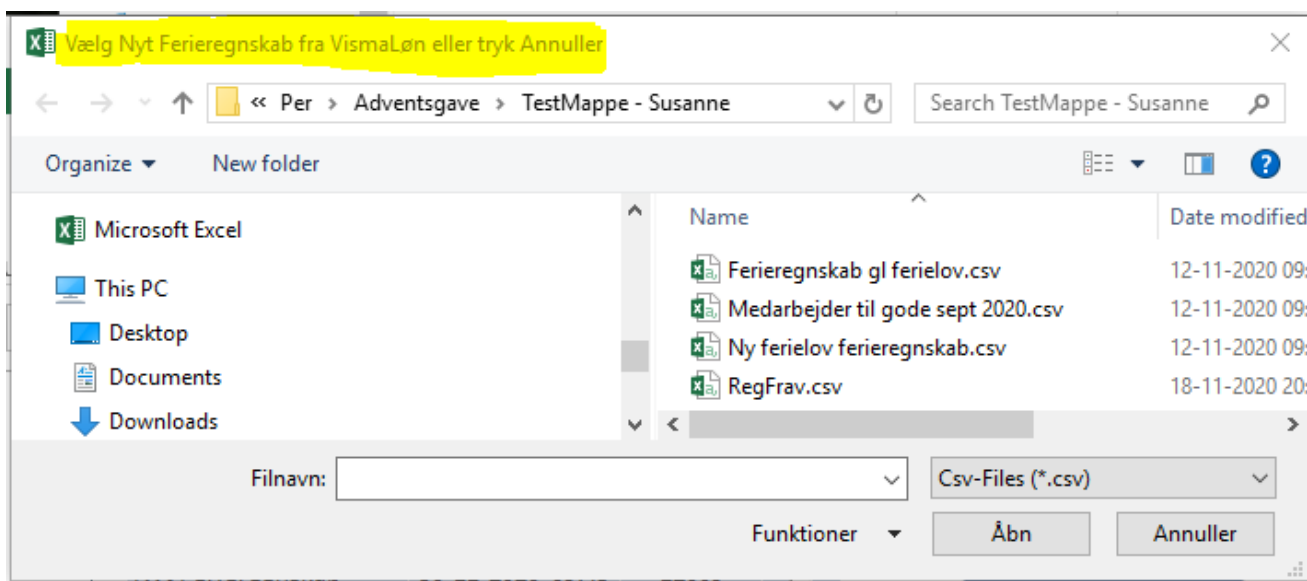 Vælg Nyt Ferieregnskab fra VismaLøn eller tryk Annuller
« Per > Adventsgave > TestMappe - Susanne
Search TestMappe - Susanne
Organize
New folder
Microsoft Excel
This PC
Desktop
Documents
Downloads
Name
Date modified
Ferieregnskab gl ferielov.csv
12-11-2020 09:
Medarbejder til gode sept 2020.csv
12-11-2020 09:
Ny ferielov ferieregnskab.csv
12-11-2020 09:
RegFrav.csv
18-11-2020 20:
Filnavn:
Csv-Files (*.csv)
Funktioner
Åbn
Annuller